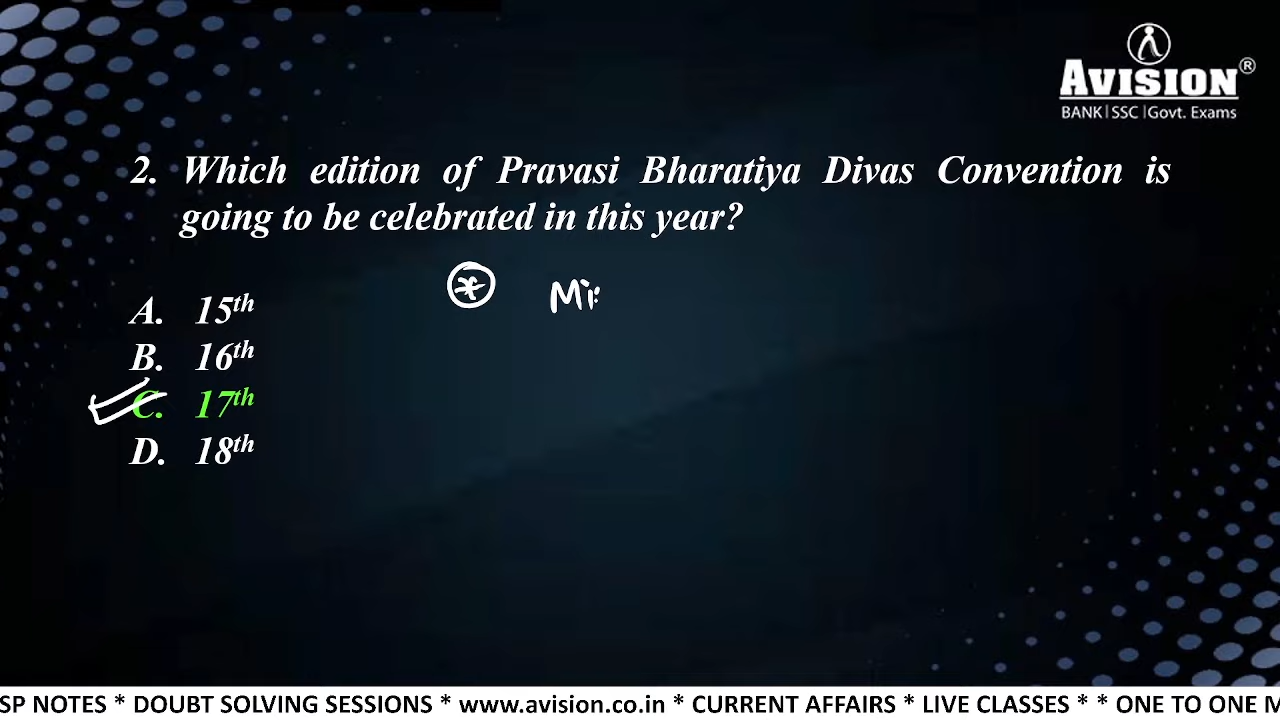 AVISION®
BANK|SSC|Govt. Exams
2. Which edition of Pravasi Bharatiya Divas Convention is
going to be celebrated in this year?
A. 15th
B. 16th
C. 17th
D. 18th
SP NOTES * DOUBT SOLVING SESSIONS * www.avision.co.in * CURRENT AFFAIRS * LIVE CLASSES * * ONE TO ONE M